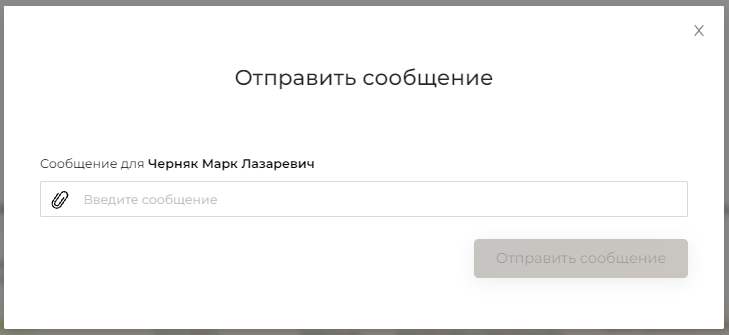 X
Отправить сообщение
Сообщение для Черняк Марк Лазаревич
Введите сообщение
Отправить сообщение